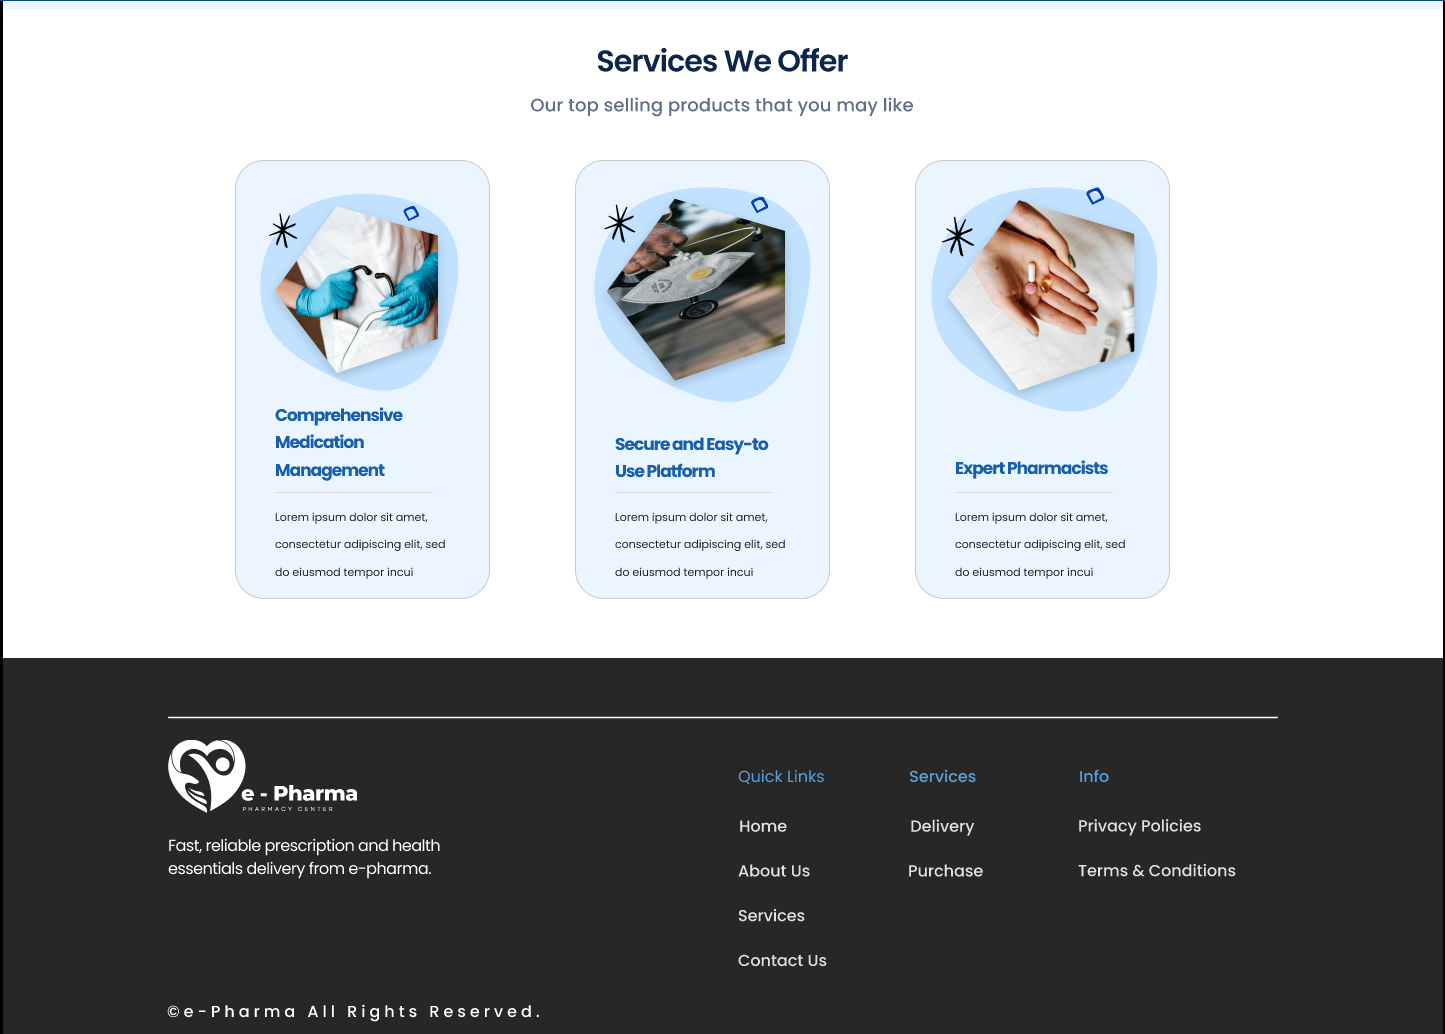 Services We Offer
Our top selling products that you may like
Comprehensive
Medication
Management
Lorem ipsum dolor sit amet,
consectetur adipiscing elit, sed
do eiusmod tempor incui
Secure and Easy-to
Use Platform
Lorem ipsum dolor sit amet,
consectetur adipiscing elit, sed
do eiusmod tempor incui
Expert Pharmacists
Lorem ipsum dolor sit amet,
consectetur adipiscing elit, sed
do eiusmod tempor incui
e - Pharma
PHARMACY CENTER
Fast, reliable prescription and health
essentials delivery from e-pharma.
Quick Links
Home
About Us
Services
Contact Us
Services
Delivery
Purchase
Info
Privacy Policies
Terms & Conditions
©e-Pharma All Rights Reserved.